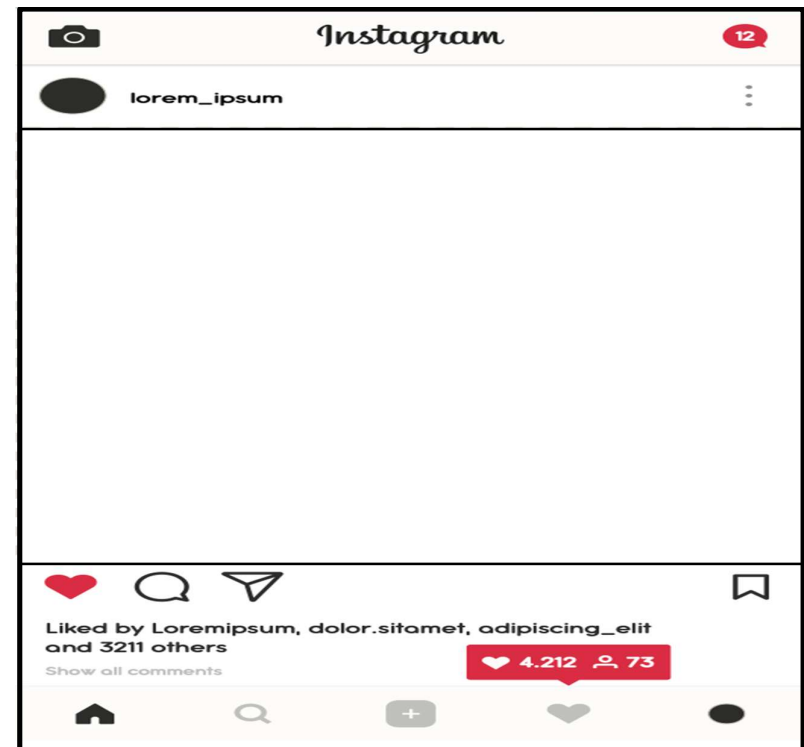 Instagram
12
lorem_ipsum
Liked by Loremipsum, dolor.sitamet, adipiscing_elit
and 3211 others
4.212 73
Show all comments